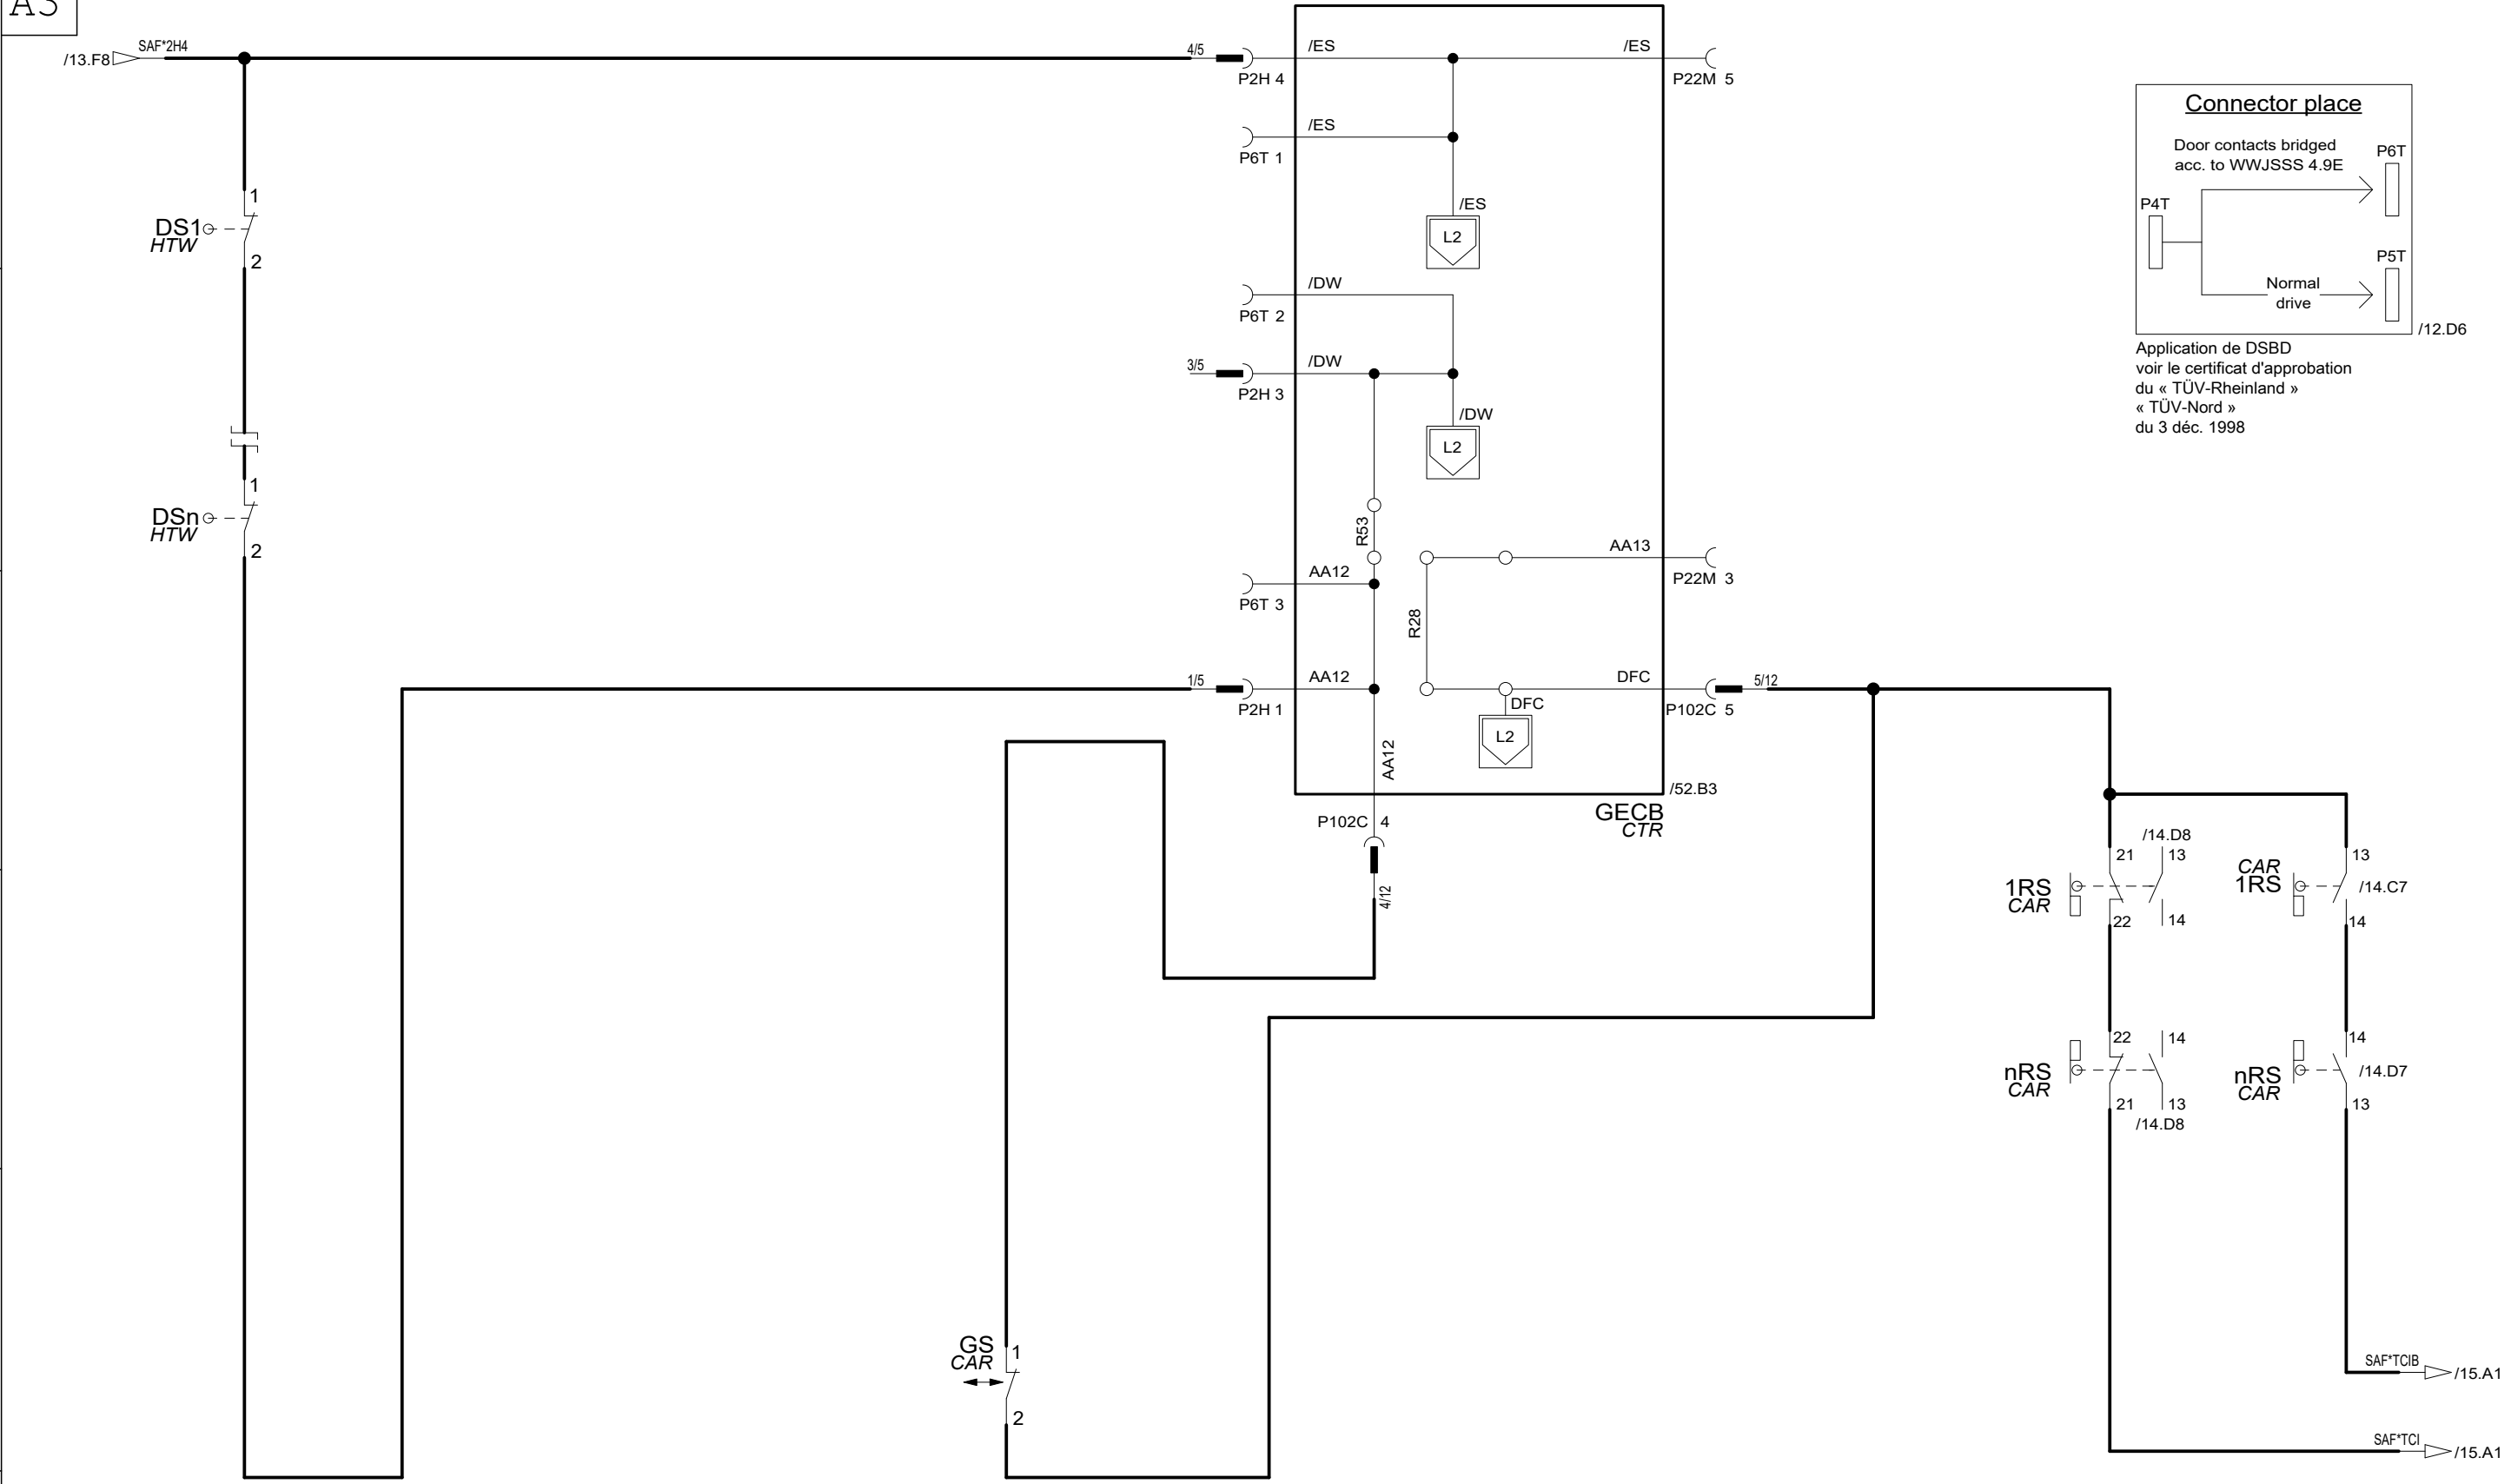 A3
/13.F8
SAF*2H4
4/5
P2H 4
/ES
/ES
P22M 5
P6T 1
/ES
/ES
L2
1
DS1
HTW
2
P6T 2
/DW
3/5
P2H 3
/DW
/DW
L2
1
DSn
HTW
2
R53
AA13
P22M 3
P6T 3
AA12
R28
1/5
P2H 1
AA12
DFC
5/12
P102C 5
DFC
L2
AA12
/52.B3
GECB
CTR
P102C 4
4/12
Connector place
Door contacts bridged
acc. to WWJSSS 4.9E
P6T
P4T
P5T
Normal
drive
/12.D6
Application de DSBD
voir le certificat d'approbation
du « TÜV-Rheinland »
« TÜV-Nord »
du 3 déc. 1998
/14.D8
21
13
1RS
CAR
22
14
CAR
1RS
13
/14.C7
14
22
14
nRS
CAR
21
13
/14.D8
14
nRS
CAR
/14.D7
13
GS
CAR
1
2
SAF*TCIB
/15.A1
SAF*TCI
/15.A1